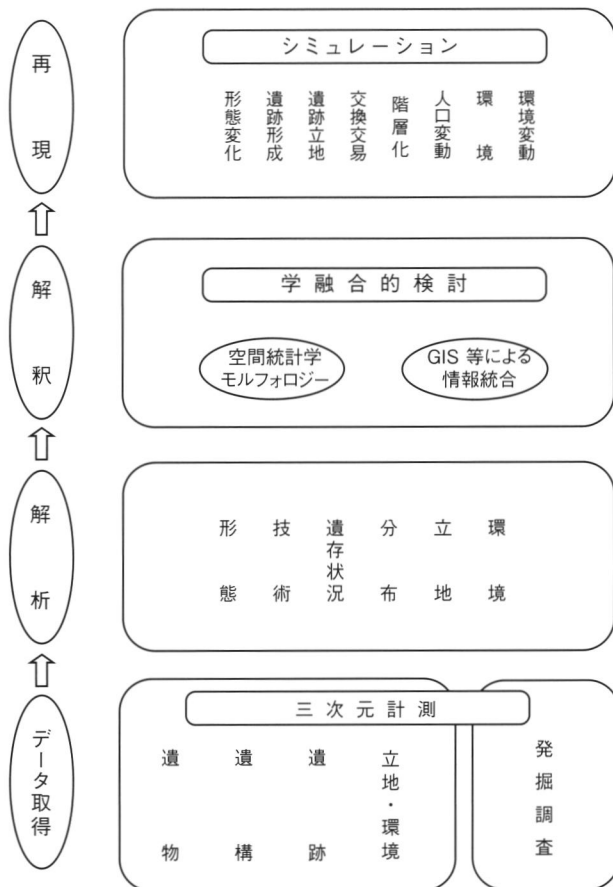 再現
シミュレーション
形態変化
遺跡形成
遺跡立地
交換交易
階層化
人口変動
環境
環境変動
解釈
学融合的検討
空間統計学
モルフォロジー
GIS 等による
情報統合
解析
形態
技術
遺存状況
分布
立地
環境
データ取得
三次元計測
遺物
遺構
遺跡
立地・環境
発掘調査